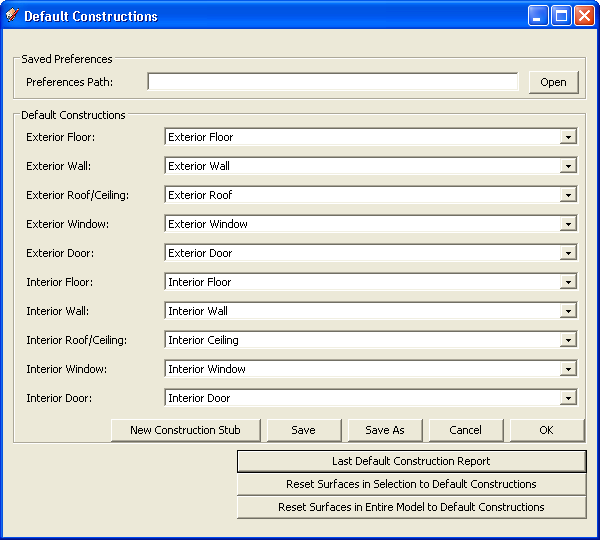 Default Constructions
Saved Preferences
Preferences Path:
Open
Default Constructions
Exterior Floor: Exterior Floor
Exterior Wall: Exterior Wall
Exterior Roof/Ceiling: Exterior Roof
Exterior Window: Exterior Window
Exterior Door: Exterior Door
Interior Floor: Interior Floor
Interior Wall: Interior Wall
Interior Roof/Ceiling: Interior Ceiling
Interior Window: Interior Window
Interior Door: Interior Door
New Construction Stub Save Save As Cancel OK
Last Default Construction Report
Reset Surfaces in Selection to Default Constructions
Reset Surfaces in Entire Model to Default Constructions